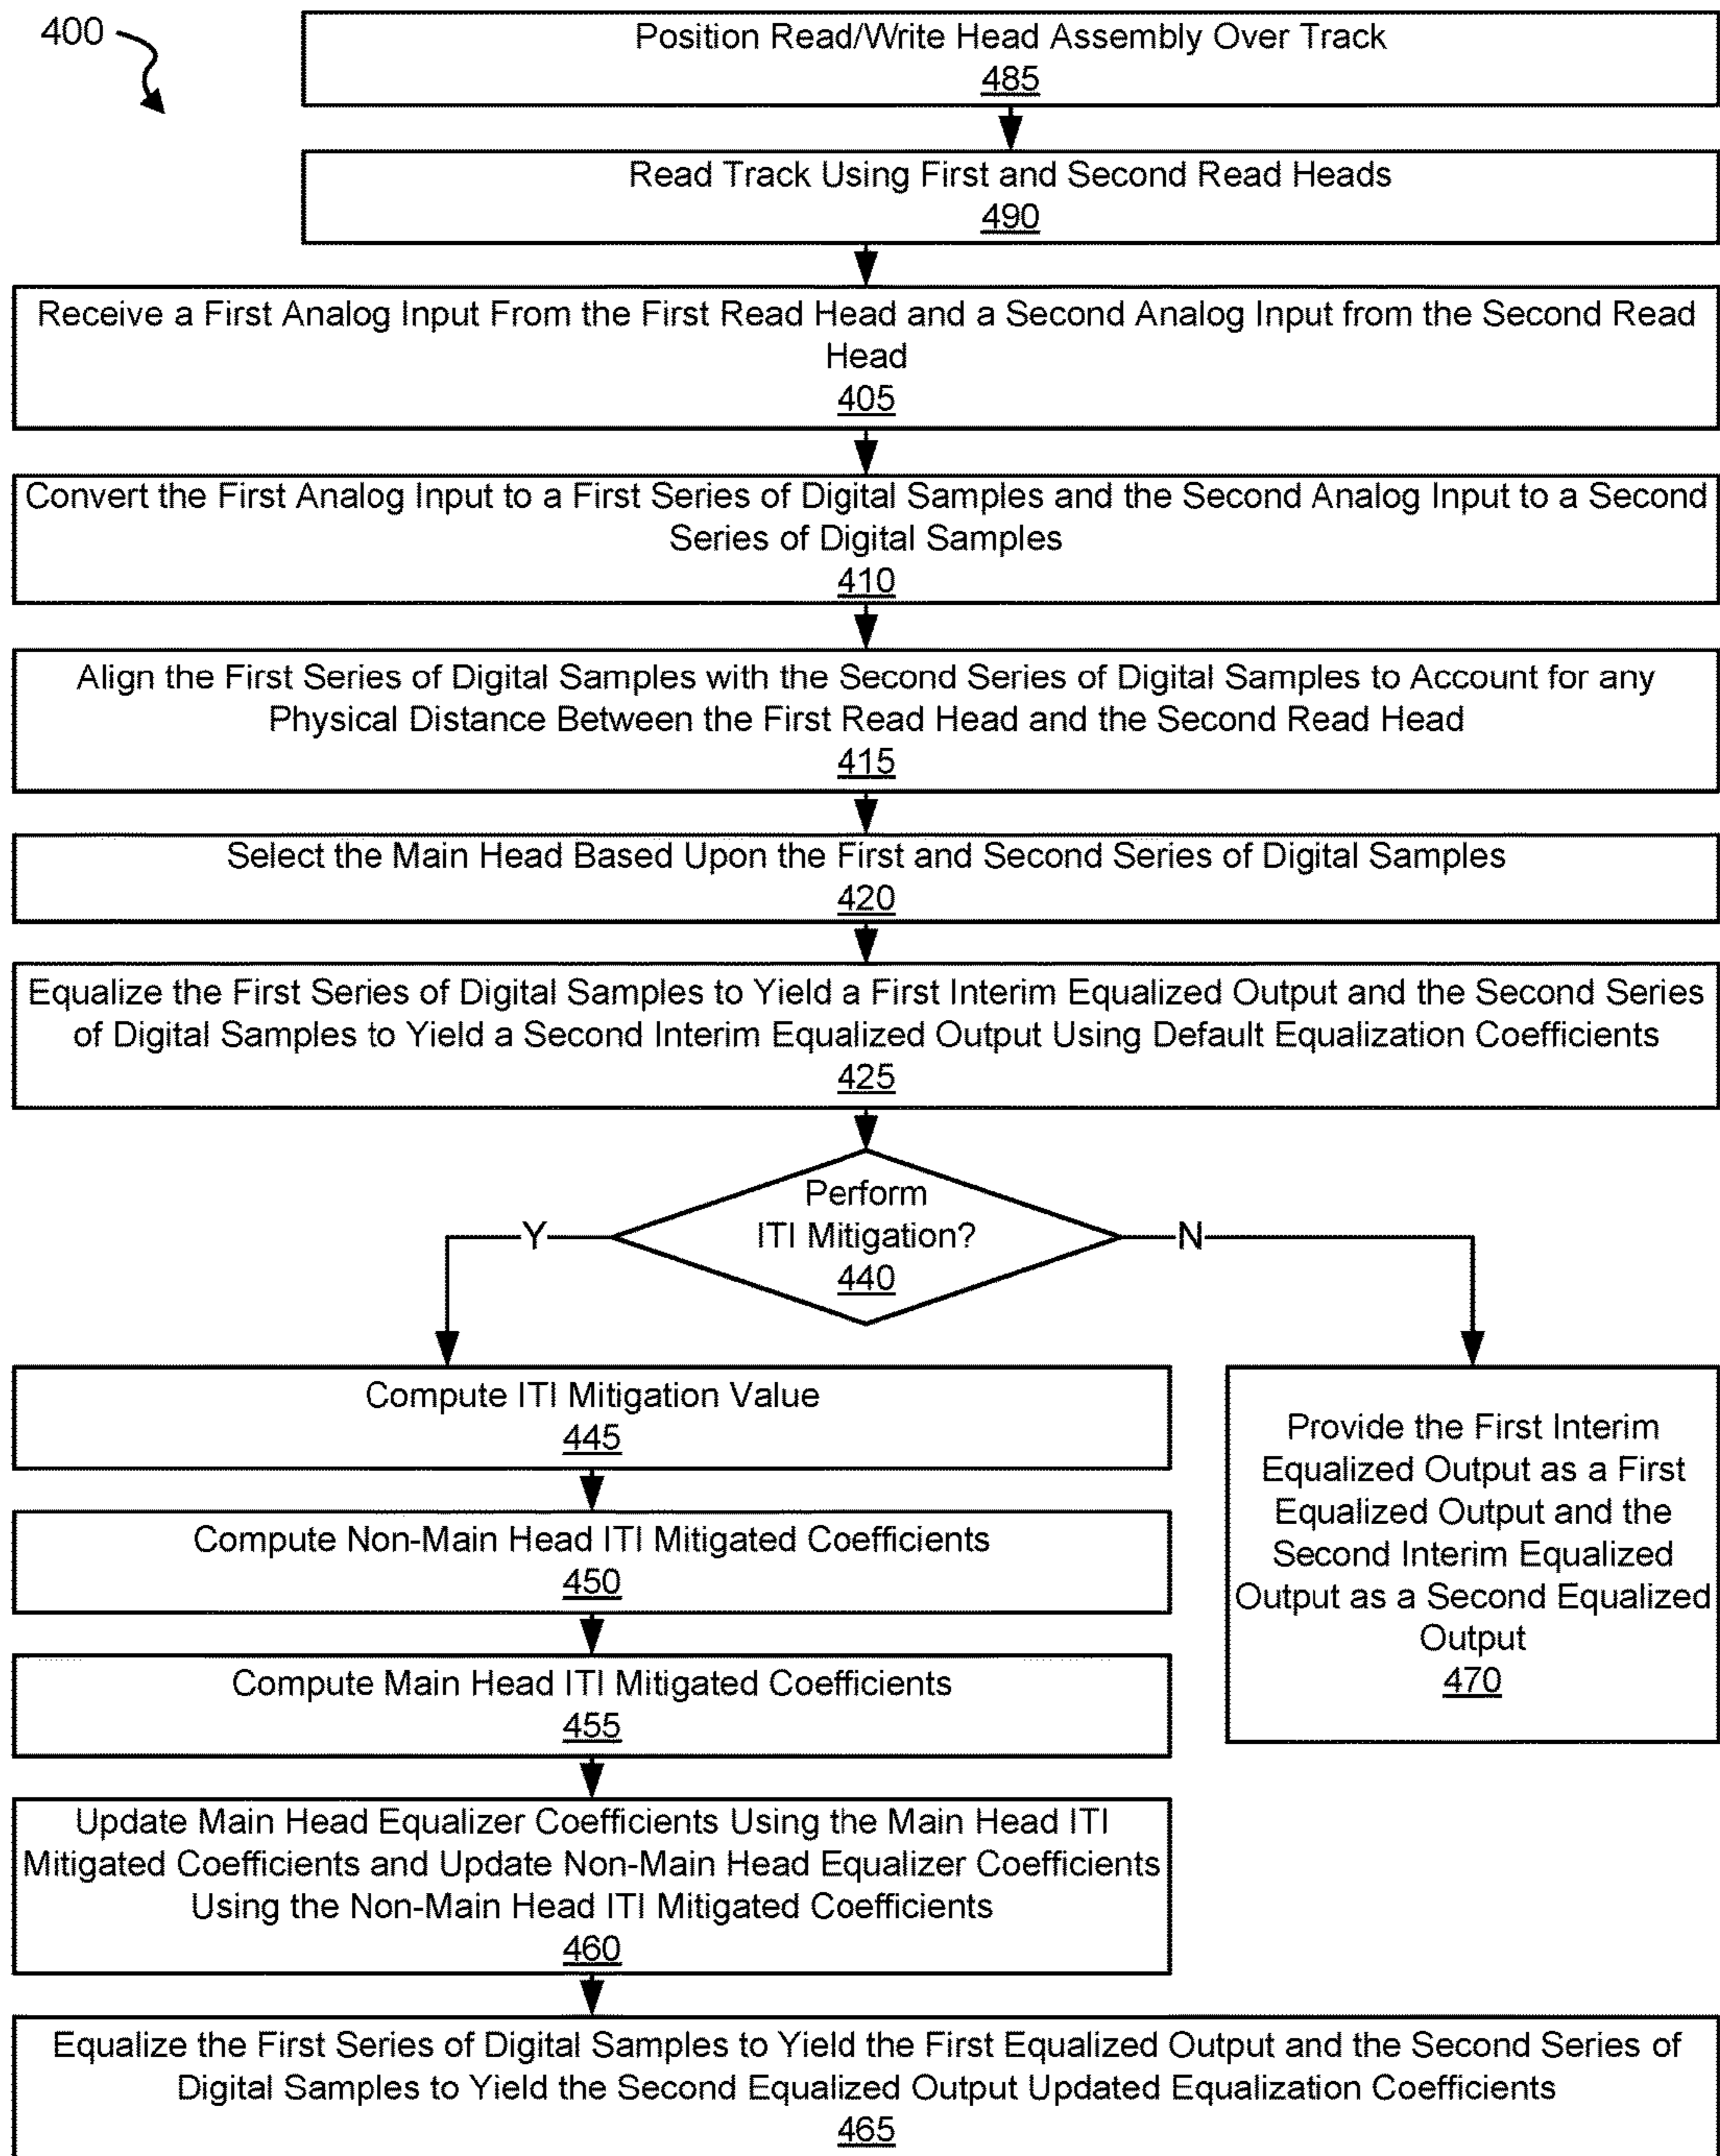 400
Position Read/Write Head Assembly Over Track
485
Read Track Using First and Second Read Heads
490
Receive a First Analog Input From the First Read Head and a Second Analog Input from the Second Read
Head
405
Convert the First Analog Input to a First Series of Digital Samples and the Second Analog Input to a Second
Series of Digital Samples
410
Align the First Series of Digital Samples with the Second Series of Digital Samples to Account for any
Physical Distance Between the First Read Head and the Second Read Head
415
Select the Main Head Based Upon the First and Second Series of Digital Samples
420
Equalize the First Series of Digital Samples to Yield a First Interim Equalized Output and the Second Series
of Digital Samples to Yield a Second Interim Equalized Output Using Default Equalization Coefficients
425
Perform
ITI Mitigation?
440
Y
N
Compute ITI Mitigation Value
445
Compute Non-Main Head ITI Mitigated Coefficients
450
Compute Main Head ITI Mitigated Coefficients
455
Update Main Head Equalizer Coefficients Using the Main Head ITI
Mitigated Coefficients and Update Non-Main Head Equalizer Coefficients
Using the Non-Main Head ITI Mitigated Coefficients
460
Provide the First Interim
Equalized Output as a First
Equalized Output and the
Second Interim Equalized
Output as a Second Equalized
Output
470
Equalize the First Series of Digital Samples to Yield the First Equalized Output and the Second Series of
Digital Samples to Yield the Second Equalized Output Updated Equalization Coefficients
465